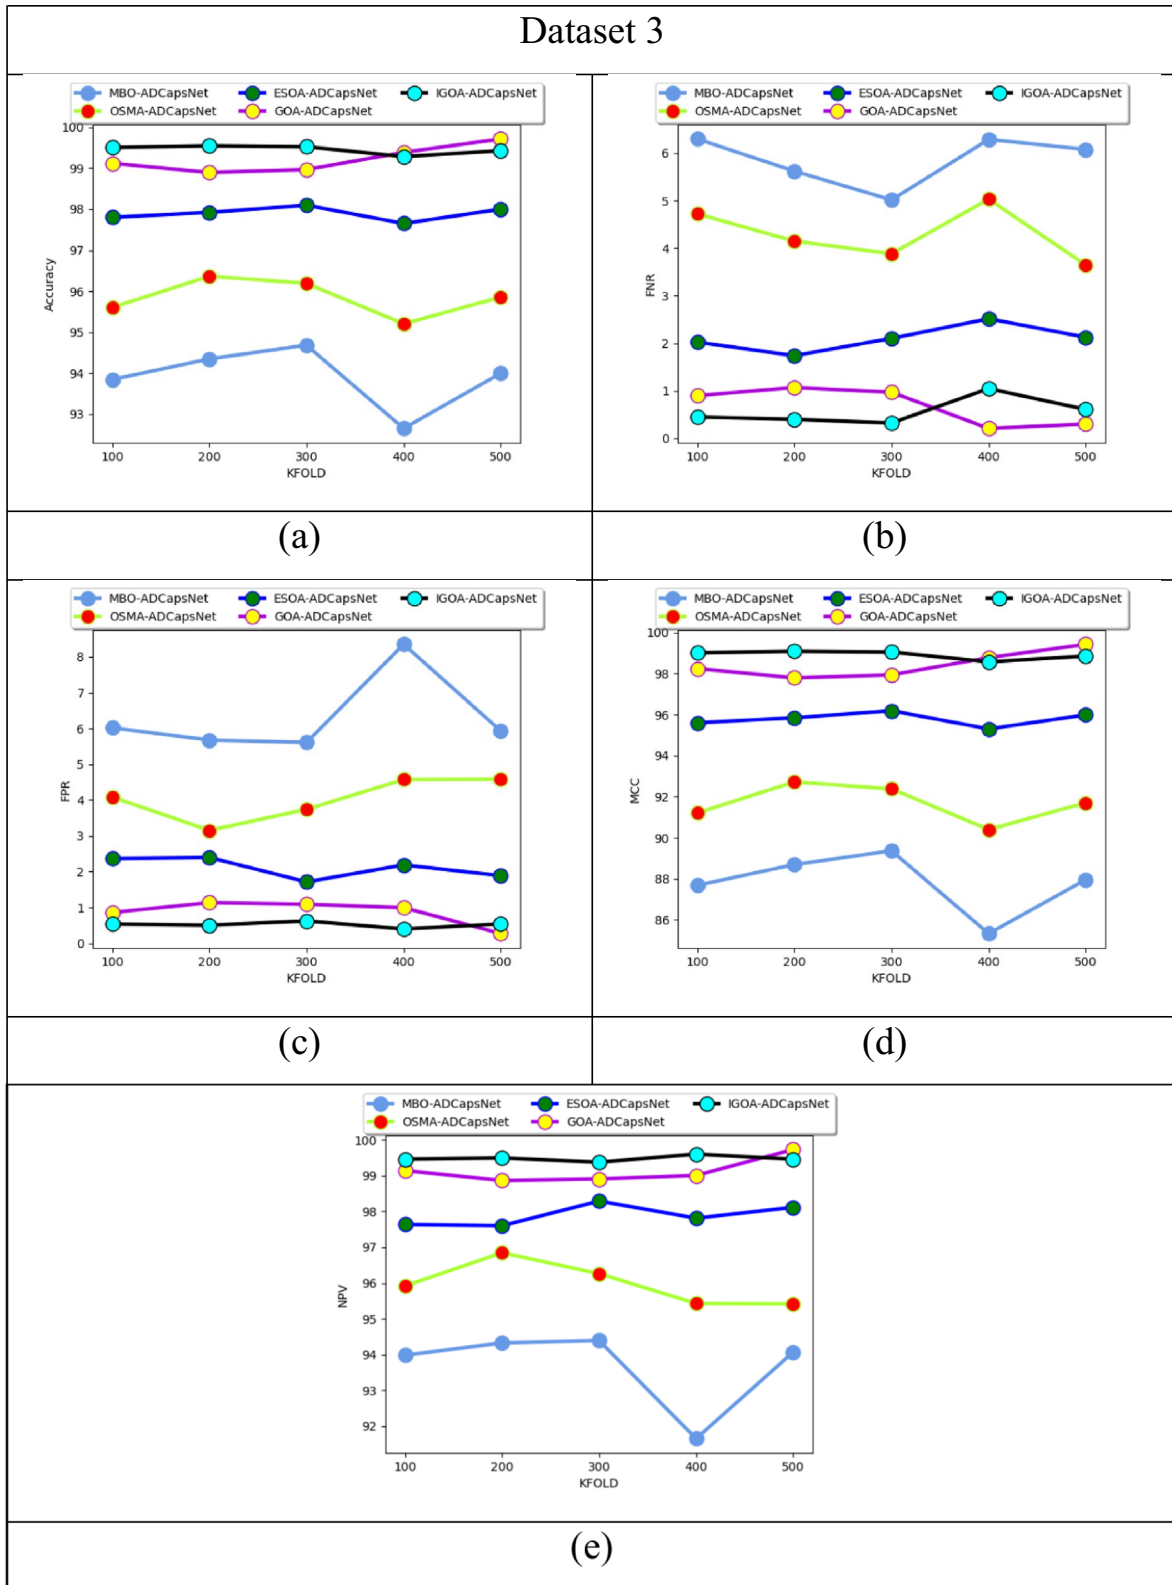 Dataset 3
MBO-ADCapsNet ESOA-ADCapsNet IGOA-ADCapsNet
OSMA-ADCapsNet GOA-ADCapsNet
100
99
98
97
96
95
94
93
Accuracy
100 200 300 400 500
KFOLD
MBO-ADCapsNet ESOA-ADCapsNet IGOA-ADCapsNet
OSMA-ADCapsNet GOA-ADCapsNet
6
5
4
3
2
1
0
FNR
100 200 300 400 500
KFOLD
(a) (b)
MBO-ADCapsNet ESOA-ADCapsNet IGOA-ADCapsNet
OSMA-ADCapsNet GOA-ADCapsNet
8
7
6
5
4
3
2
1
0
FPR
100 200 300 400 500
KFOLD
MBO-ADCapsNet ESOA-ADCapsNet IGOA-ADCapsNet
OSMA-ADCapsNet GOA-ADCapsNet
100
98
96
94
92
90
88
86
MCC
100 200 300 400 500
KFOLD
(c) (d)
MBO-ADCapsNet ESOA-ADCapsNet IGOA-ADCapsNet
OSMA-ADCapsNet GOA-ADCapsNet
100
99
98
97
96
95
94
93
92
NPV
100 200 300 400 500
KFOLD
(e)